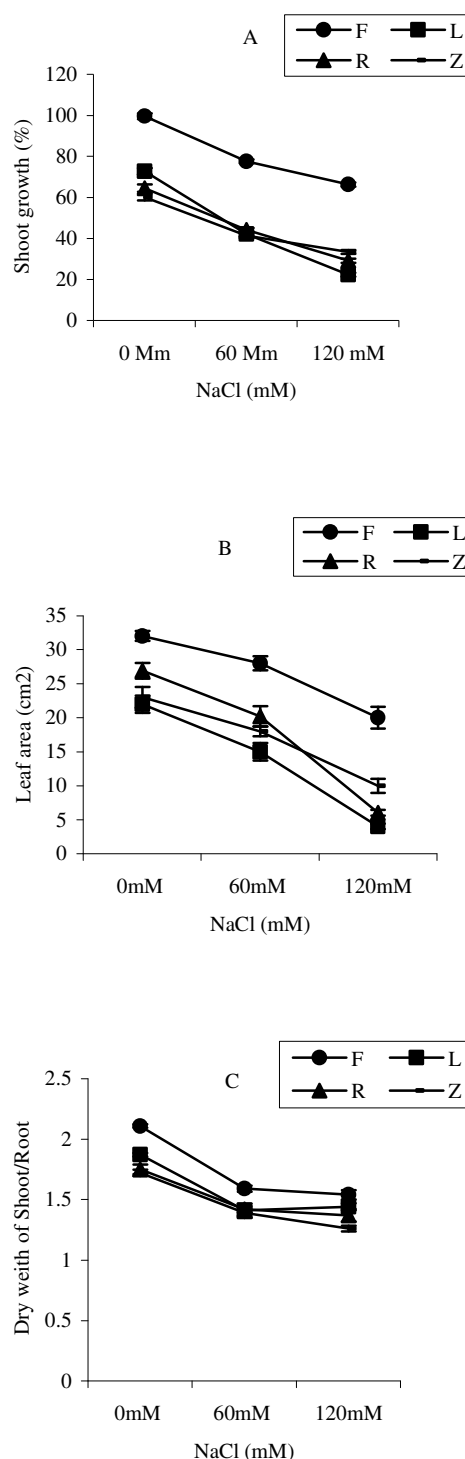 A
F L
R Z
120
100
80
60
40
20
0
Shoot growth (%)
0 Mm 60 Mm 120 mM
NaCl (mM)
B
F L
R Z
35
30
25
20
15
10
5
0
Leaf area (cm2)
0mM 60mM 120mM
NaCl (mM)
C
F L
R Z
2.5
2
1.5
1
0.5
0
Dry weith of Shoot/Root
0mM 60mM 120mM
NaCl (mM)